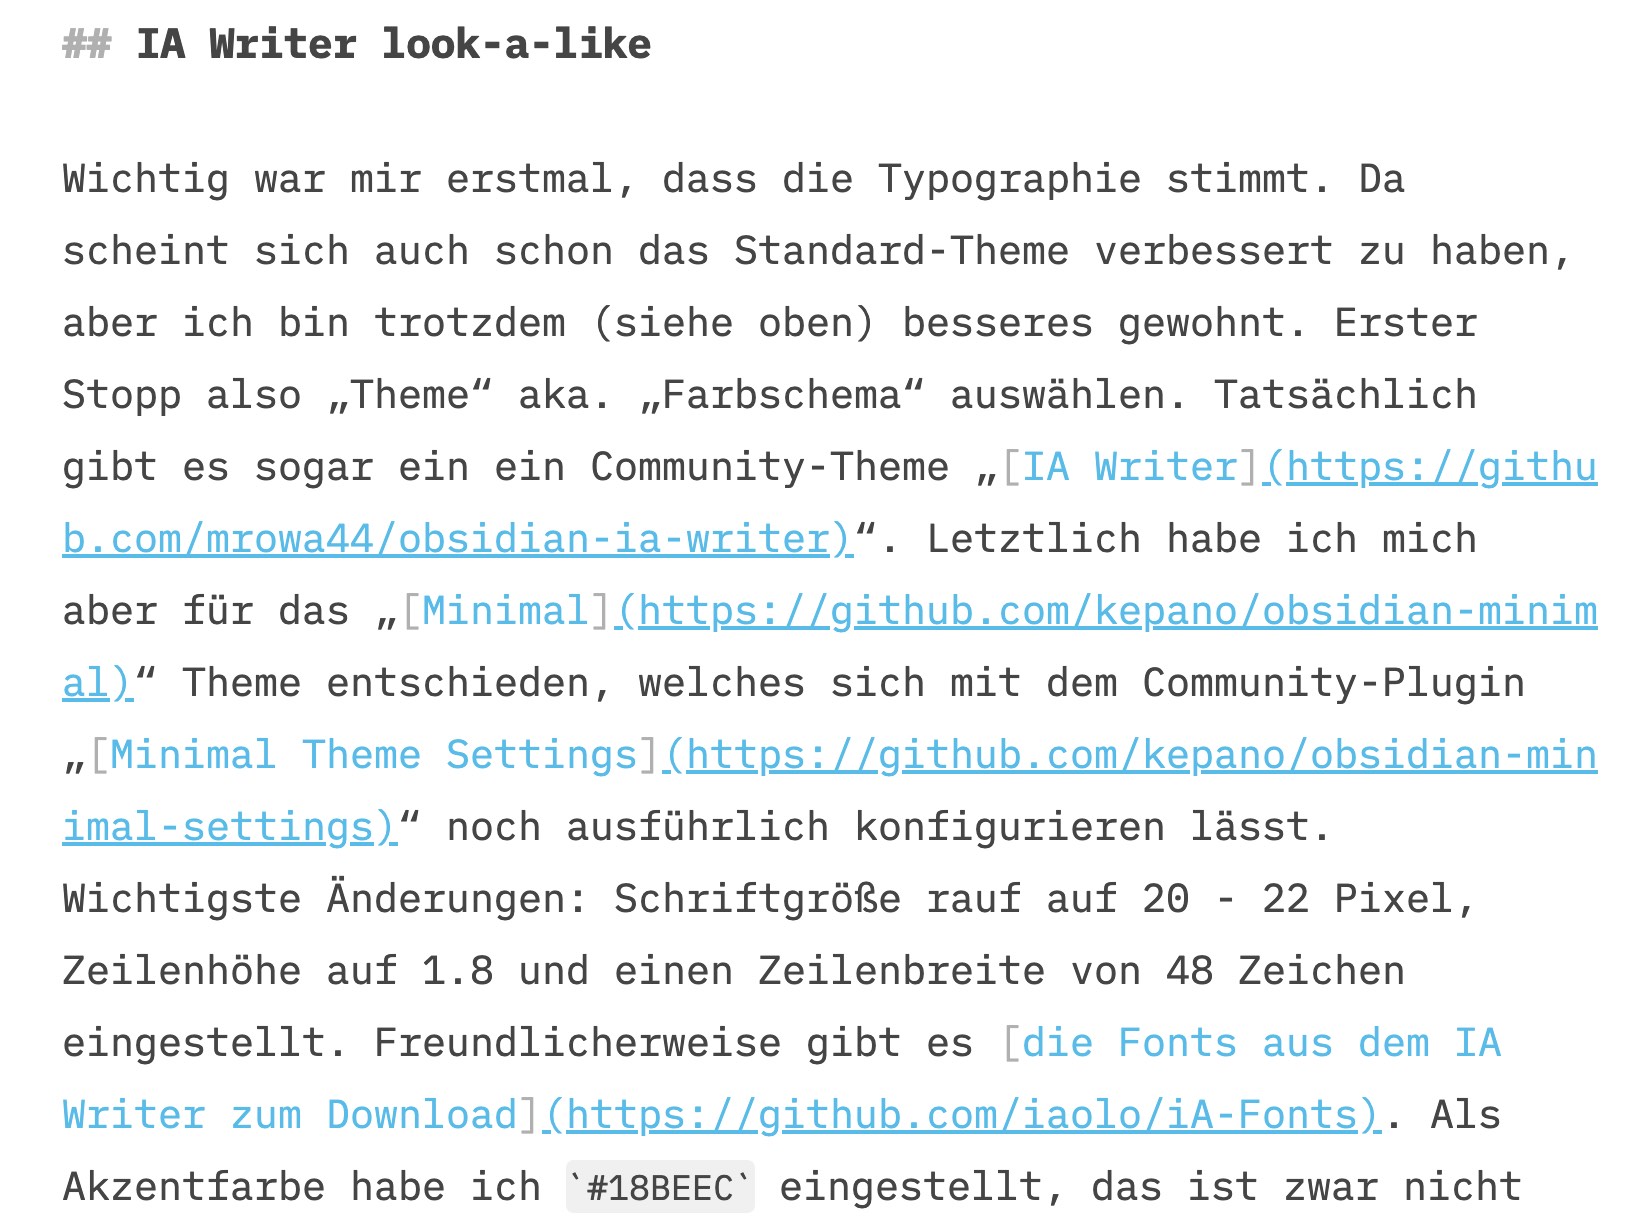 ## IA Writer look-a-like
Wichtig war mir erstmal, dass die Typographie stimmt. Da
scheint sich auch schon das Standard-Theme verbessert zu haben,
aber ich bin trotzdem (siehe oben) besseres gewohnt. Erster
Stopp also „Theme“ aka. „Farbschema“ auswählen. Tatsächlich
gibt es sogar ein ein Community-Theme „[IA Writer](https://githu
b.com/mrowa44/obsidian-ia-writer)“. Letztlich habe ich mich
aber für das „[Minimal](https://github.com/kepano/obsidian-minim
al)“ Theme entschieden, welches sich mit dem Community-Plugin
„[Minimal Theme Settings](https://github.com/kepano/obsidian-min
imal-settings)“ noch ausführlich konfigurieren lässt.
Wichtigste Änderungen: Schriftgröße rauf auf 20 - 22 Pixel,
Zeilenhöhe auf 1.8 und einen Zeilenbreite von 48 Zeichen
eingestellt. Freundlicherweise gibt es [die Fonts aus dem IA
Writer zum Download](https://github.com/iaolo/iA-Fonts). Als
Akzentfarbe habe ich `#18BEEC` eingestellt, das ist zwar nicht